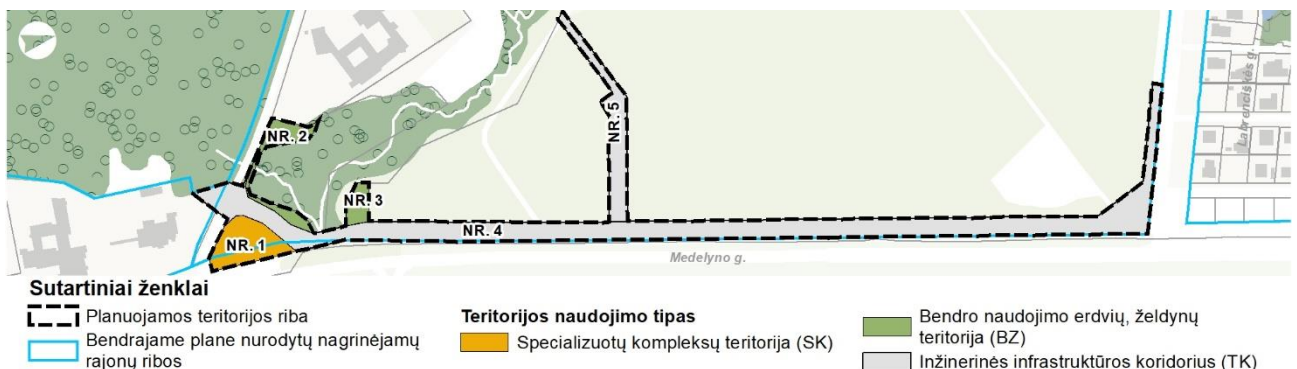 NR. 2
NR. 5
Labrenciškės g.
NR. 3
NR. 1
NR. 4
Medelyno g.
Sutartiniai ženklai
Planuojamos teritorijos riba
Bendrajame plane nurodytų nagrinėjamų
rajonų ribos
Teritorijos naudojimo tipas
Specializuotų kompleksų teritorija (SK)
Bendro naudojimo erdvių, želdynų
teritorija (BZ)
Inžinerinės infrastruktūros koridorius (TK)